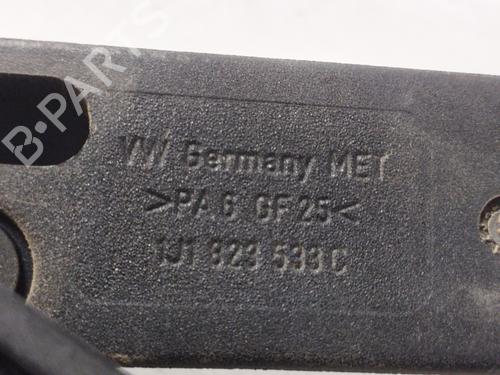 B-PARTS
VW Germany MET
>PA 6 GF 25<
1J1 823 533 C